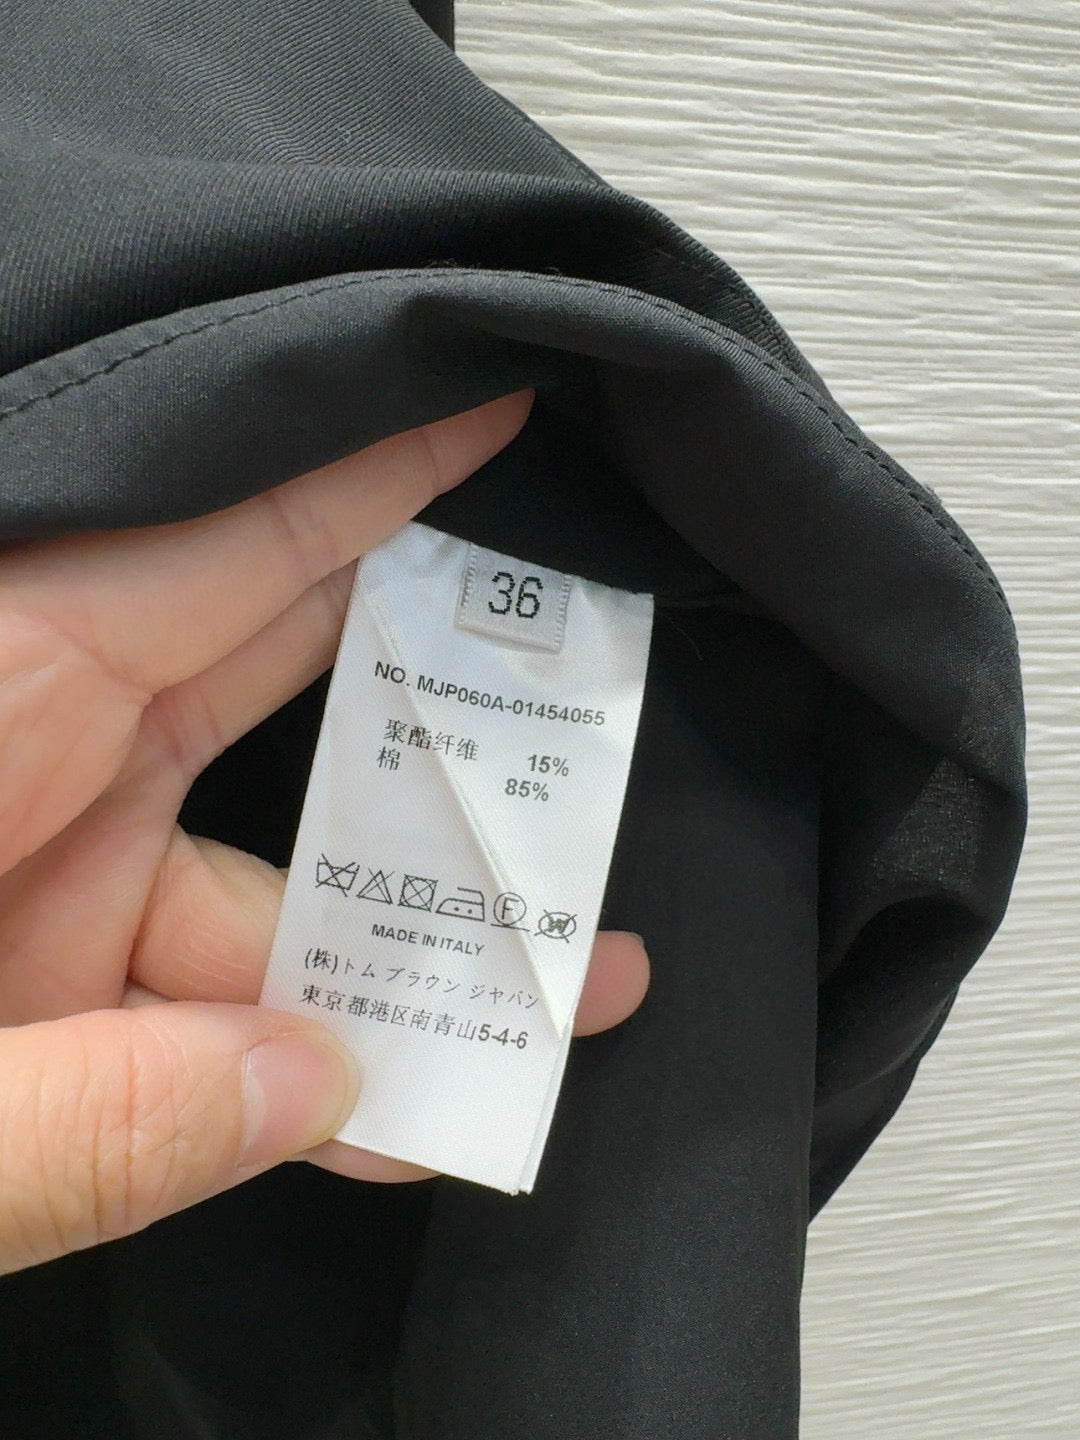 36
NO. MJP060A-01454055
聚酯纤维 15%
棉 85%
F W
MADE IN ITALY
(株)トム ブラウン ジャパン
東京都港区南青山5-4-6